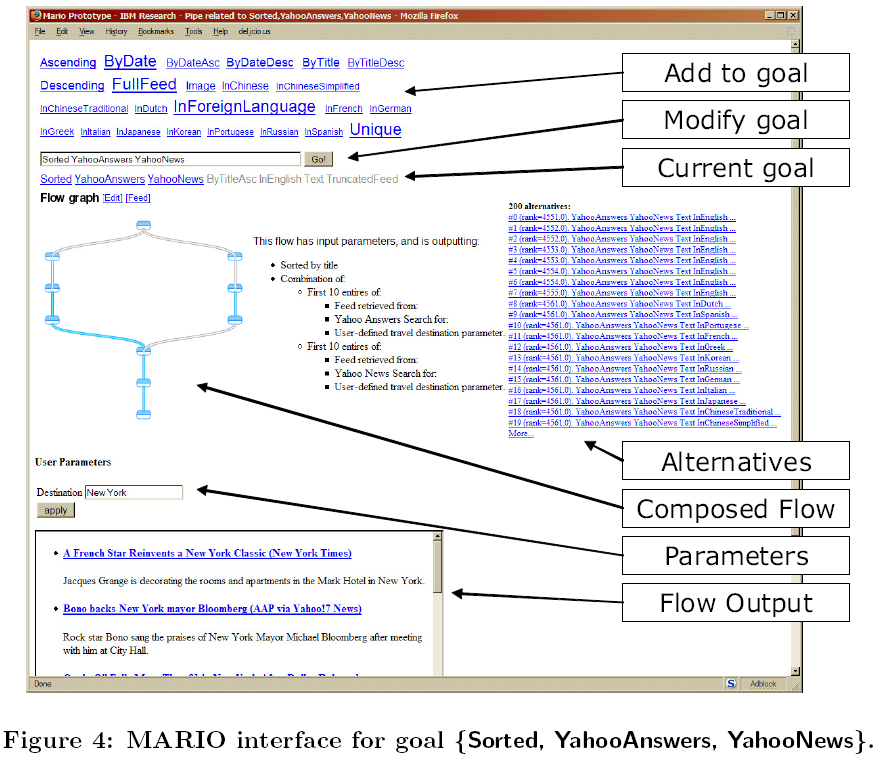 Mario Prototype - IBM Research - Pipe related to Sorted,YahooAnswers,YahooNews - Mozilla Firefox
File Edit View History Bookmarks Tools Help del.icio.us
Ascending ByDate ByDateAsc ByDateDesc ByTitle ByTitleDesc
Descending FullFeed Image InChinese InChineseSimplified
InChineseTraditional InDutch InForeignLanguage InFrench InGerman
InGreek InItalian InJapanese InKorean InPortugese InRussian InSpanish Unique
Sorted YahooAnswers YahooNews Go!
Sorted YahooAnswers YahooNews ByTitleAsc InEnglish Text TruncatedFeed
Flow graph [Edit] [Feed]
Add to goal
Modify goal
Current goal
This flow has input parameters, and is outputting:
• Sorted by title
• Combination of:
First 10 entires of:
Feed retrieved from:
Yahoo Answers Search for:
User-defined travel destination parameter.
First 10 entires of:
Feed retrieved from:
Yahoo News Search for:
User-defined travel destination parameter.
200 alternatives:
#0 (rank=4551.0). YahooAnswers YahooNews Text InEnglish ...
#1 (rank=4552.0). YahooAnswers YahooNews Text InEnglish ...
#2 (rank=4552.0). YahooAnswers YahooNews Text InEnglish ...
#3 (rank=4553.0). YahooAnswers YahooNews Text InEnglish ...
#4 (rank=4553.0). YahooAnswers YahooNews Text InEnglish ...
#5 (rank=4554.0). YahooAnswers YahooNews Text InEnglish ...
#6 (rank=4554.0). YahooAnswers YahooNews Text InEnglish ...
#7 (rank=4555.0). YahooAnswers YahooNews Text InEnglish ...
#8 (rank=4561.0). YahooAnswers YahooNews Text InDutch ...
#9 (rank=4561.0). YahooAnswers YahooNews Text InSpanish ...
#10 (rank=4561.0). YahooAnswers YahooNews Text InPortugese ...
#11 (rank=4561.0). YahooAnswers YahooNews Text InFrench ...
#12 (rank=4561.0). YahooAnswers YahooNews Text InGreek ...
#13 (rank=4561.0). YahooAnswers YahooNews Text InKorean ...
#14 (rank=4561.0). YahooAnswers YahooNews Text InRussian ...
#15 (rank=4561.0). YahooAnswers YahooNews Text InGerman ...
#16 (rank=4561.0). YahooAnswers YahooNews Text InItalian ...
#17 (rank=4561.0). YahooAnswers YahooNews Text InJapanese ...
#18 (rank=4561.0). YahooAnswers YahooNews Text InChineseTraditional ...
#19 (rank=4561.0). YahooAnswers YahooNews Text InChineseSimplified ...
More...
Alternatives
Composed Flow
Parameters
Flow Output
User Parameters
Destination New York
apply
• A French Star Reinvents a New York Classic (New York Times)
Jacques Grange is decorating the rooms and apartments in the Mark Hotel in New York.
• Bono backs New York mayor Bloomberg (AAP via Yahoo!7 News)
Rock star Bono sang the praises of New York Mayor Michael Bloomberg after meeting
with him at City Hall.
Done Adblock
Figure 4: MARIO interface for goal {Sorted, YahooAnswers, YahooNews}.